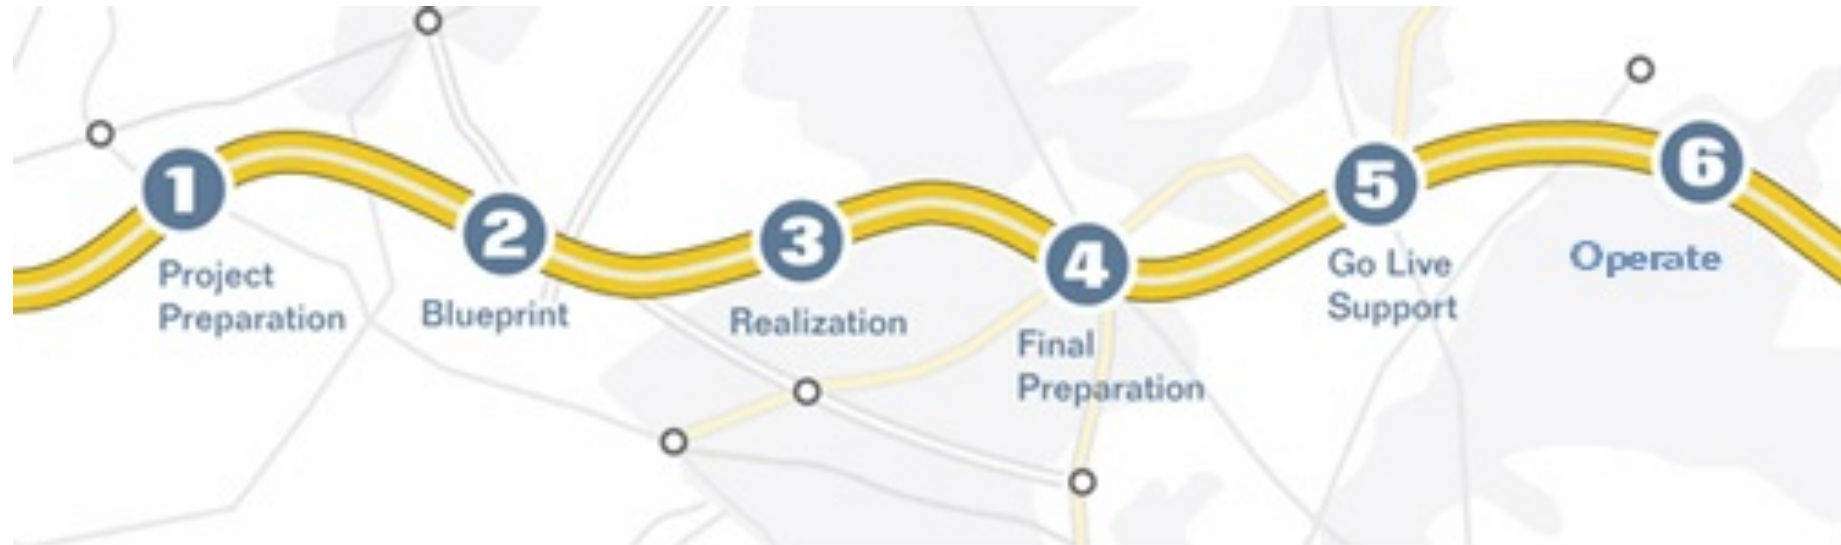 1
Project
Preparation
2
Blueprint
3
Realization
4
Final
Preparation
5
Go Live
Support
6
Operate